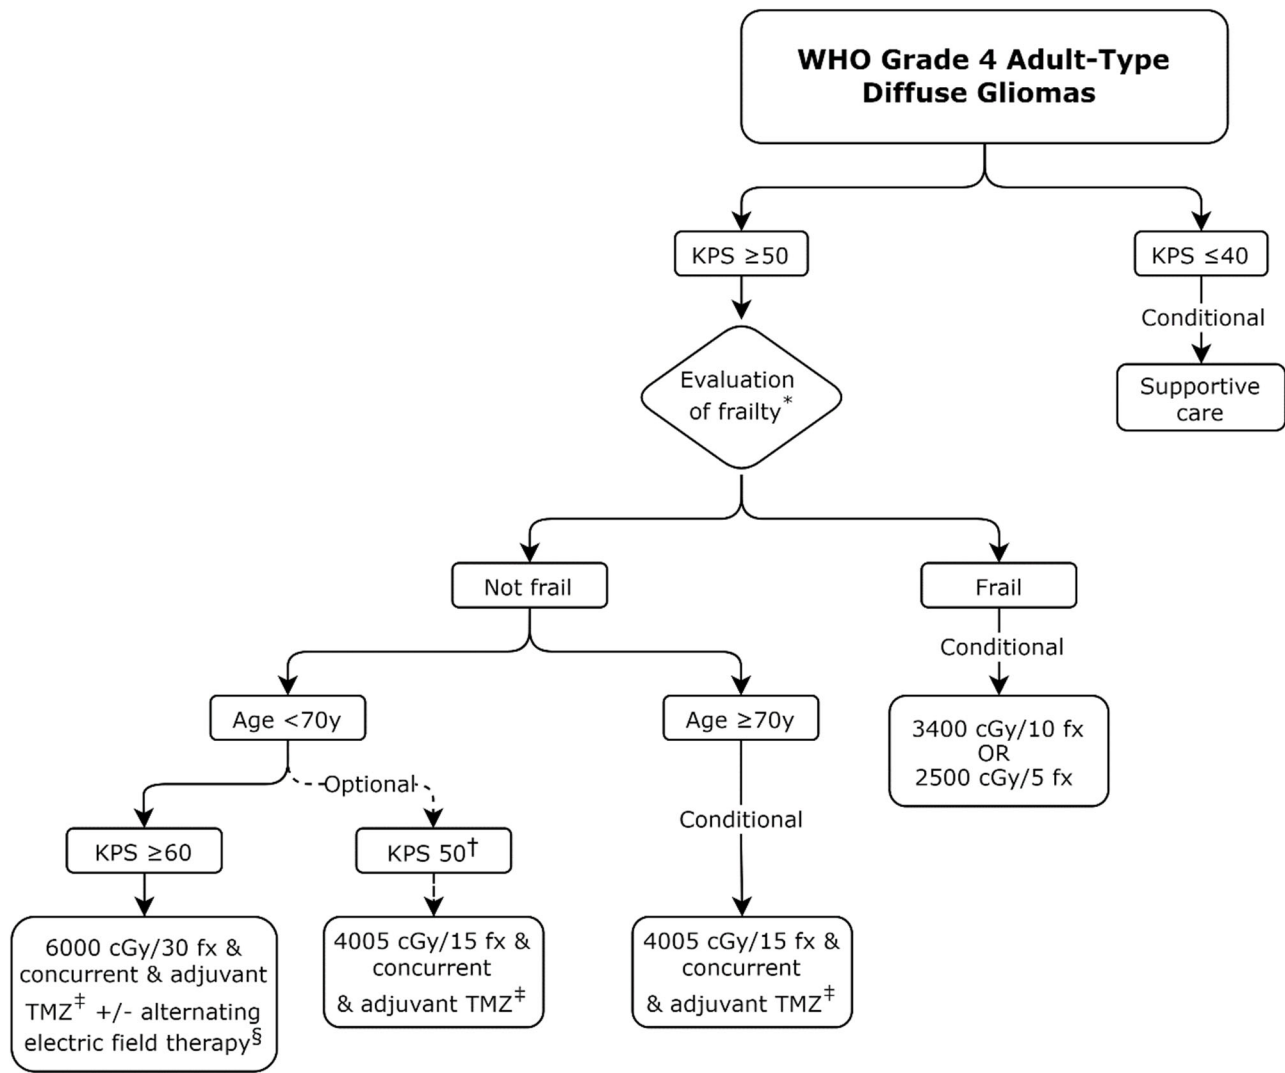 WHO Grade 4 Adult-Type
Diffuse Gliomas
KPS ≥50
KPS ≤40
Conditional
Supportive
care
Evaluation
of frailty*
Not frail
Frail
Conditional
3400 cGy/10 fx
OR
2500 cGy/5 fx
Age <70y
Age ≥70y
Optional
Conditional
KPS ≥60
KPS 50†
6000 cGy/30 fx &
concurrent & adjuvant
TMZ‡ +/- alternating
electric field therapy§
4005 cGy/15 fx &
concurrent
& adjuvant TMZ‡
4005 cGy/15 fx &
concurrent
& adjuvant TMZ‡